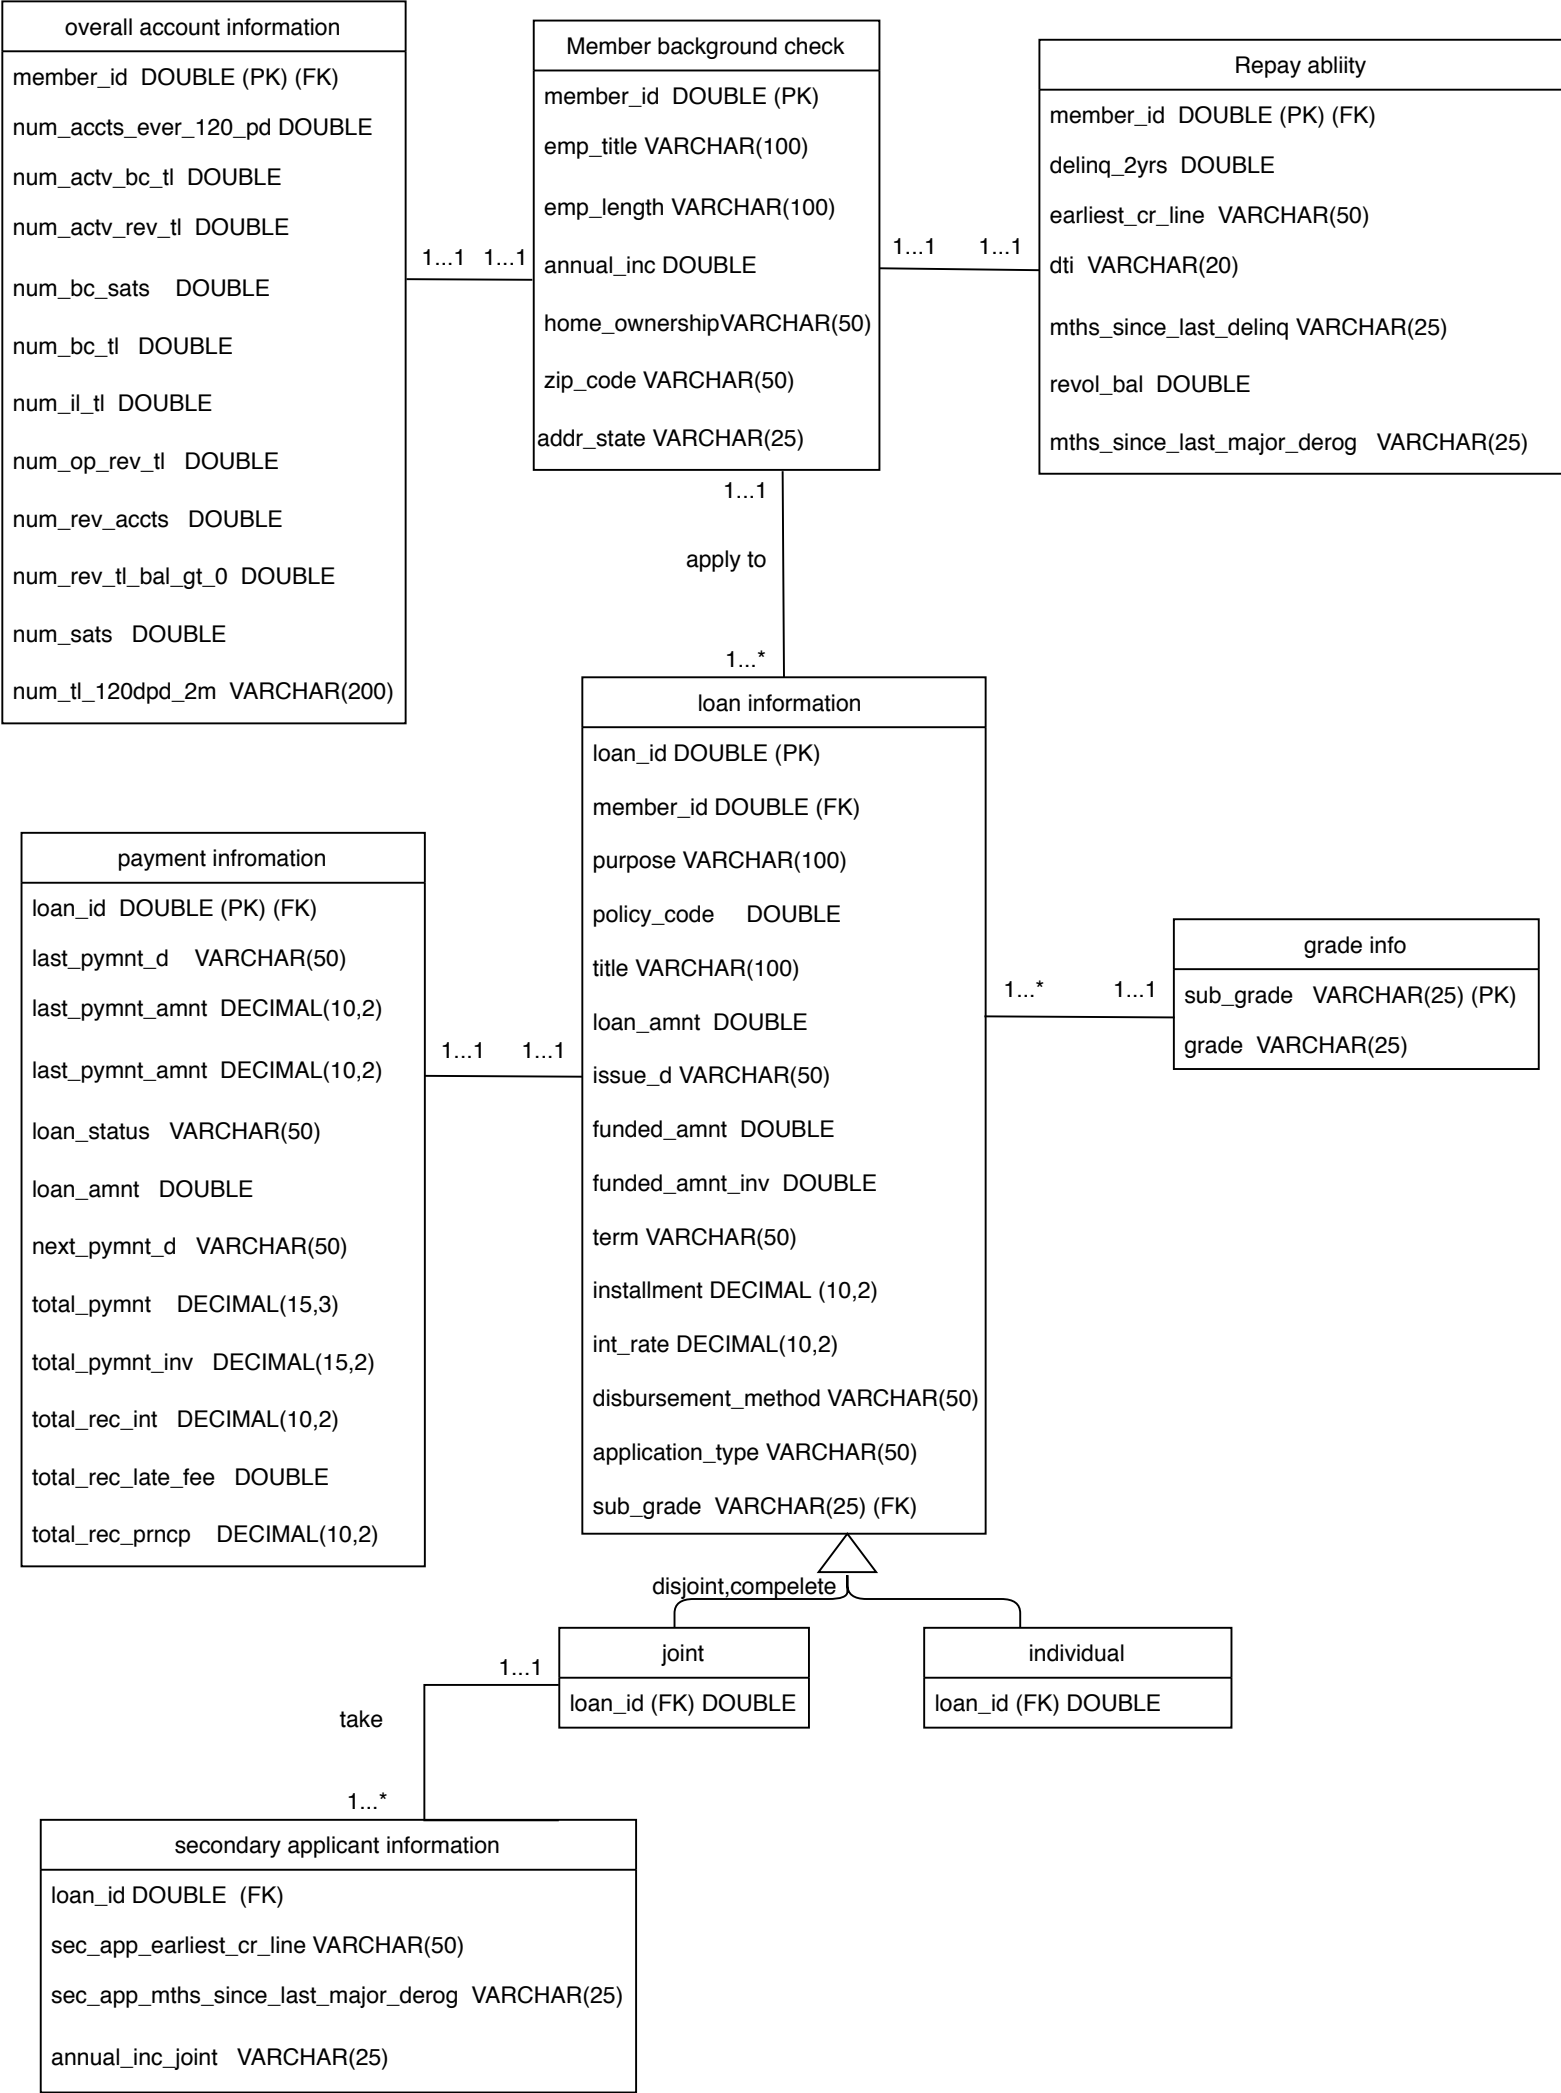 overall account information
member_id  DOUBLE (PK) (FK)
num_accts_ever_120_pd DOUBLE
num_actv_bc_tl  DOUBLE
num_actv_rev_tl  DOUBLE
num_bc_sats    DOUBLE
num_bc_tl   DOUBLE
num_il_tl  DOUBLE
num_op_rev_tl   DOUBLE
num_rev_accts   DOUBLE
num_rev_tl_bal_gt_0  DOUBLE
num_sats   DOUBLE
num_tl_120dpd_2m  VARCHAR(200)
1...1
1...1
Member background check
member_id  DOUBLE (PK)
emp_title VARCHAR(100)
emp_length VARCHAR(100)
annual_inc DOUBLE
home_ownershipVARCHAR(50)
zip_code VARCHAR(50)
addr_state VARCHAR(25)
1...1
1...1
Repay abliity
member_id  DOUBLE (PK) (FK)
delinq_2yrs  DOUBLE
earliest_cr_line  VARCHAR(50)
dti  VARCHAR(20)
mths_since_last_delinq VARCHAR(25)
revol_bal  DOUBLE
mths_since_last_major_derog   VARCHAR(25)
1...1
apply to
1...*
loan information
loan_id DOUBLE (PK)
member_id DOUBLE (FK)
purpose VARCHAR(100)
policy_code     DOUBLE
title VARCHAR(100)
loan_amnt  DOUBLE
issue_d VARCHAR(50)
funded_amnt  DOUBLE
funded_amnt_inv  DOUBLE
term VARCHAR(50)
installment DECIMAL (10,2)
int_rate DECIMAL(10,2)
disbursement_method VARCHAR(50)
application_type VARCHAR(50)
sub_grade  VARCHAR(25) (FK)
payment infromation
loan_id  DOUBLE (PK) (FK)
last_pymnt_d    VARCHAR(50)
last_pymnt_amnt  DECIMAL(10,2)
last_pymnt_amnt  DECIMAL(10,2)
loan_status   VARCHAR(50)
loan_amnt   DOUBLE
next_pymnt_d   VARCHAR(50)
total_pymnt    DECIMAL(15,3)
total_pymnt_inv   DECIMAL(15,2)
total_rec_int   DECIMAL(10,2)
total_rec_late_fee   DOUBLE
total_rec_prncp    DECIMAL(10,2)
1...1
1...1
1...*
1...1
grade info
sub_grade   VARCHAR(25) (PK)
grade  VARCHAR(25)
disjoint,compelete
joint
loan_id (FK) DOUBLE
individual
loan_id (FK) DOUBLE
1...1
take
1...*
secondary applicant information
loan_id DOUBLE  (FK)
sec_app_earliest_cr_line VARCHAR(50)
sec_app_mths_since_last_major_derog  VARCHAR(25)
annual_inc_joint   VARCHAR(25)